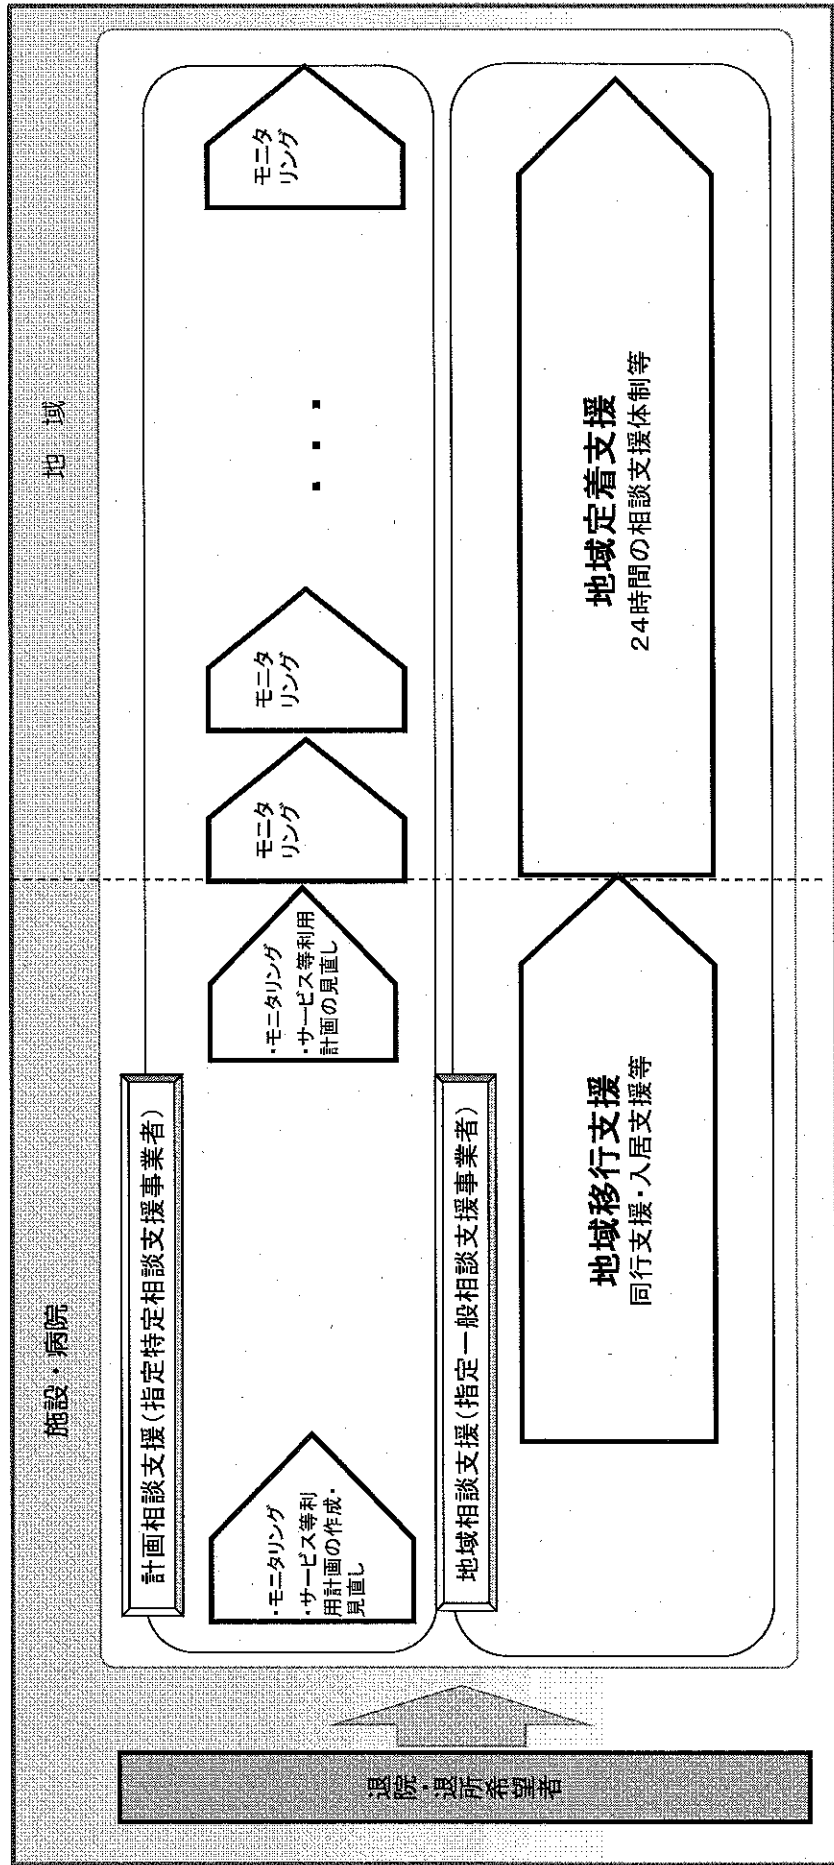 施設・病院
地 域
退院・退所希望者
計画相談支援(指定特定相談支援事業者)
・モニタリング
・サービス等利
用計画の作成・
見直し
・モニタリング
・サービス等利用
計画の見直し
モニタ
リング
モニタ
リング
・・・
モニタ
リング
地域相談支援(指定一般相談支援事業者)
地域移行支援
同行支援・入居支援等
地域定着支援
24時間の相談支援体制等